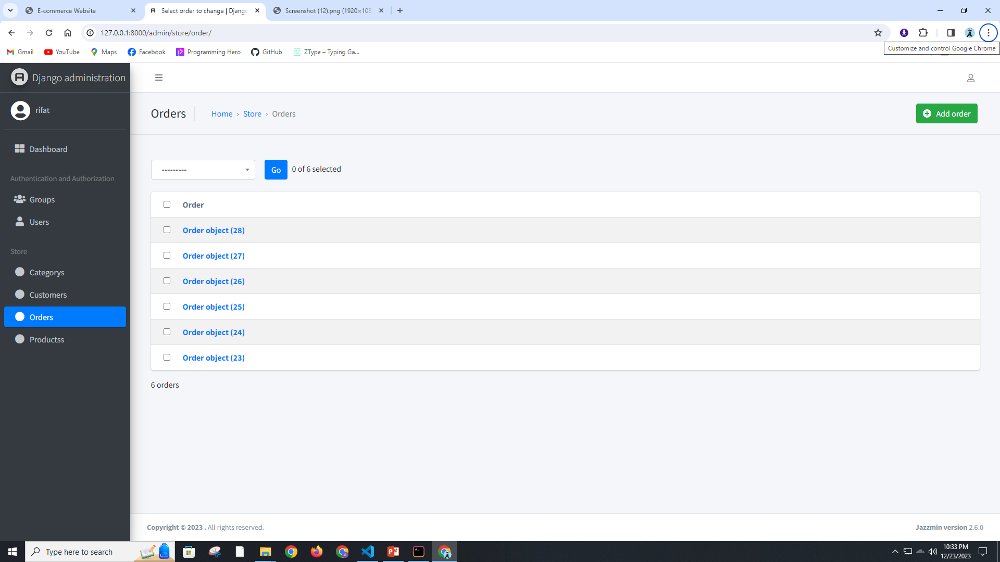 E-commerce Website
Select order to change | Django
Screenshot (12).png (1920×108
127.0.0.1:8000/admin/store/order/
Gmail
YouTube
Maps
Facebook
Programming Hero
GitHub
ZType – Typing Ga...
Customize and control Google Chrome
Django administration
rifat
Dashboard
Authentication and Authorization
Groups
Users
Store
Categorys
Customers
Orders
Productss
Orders
Home › Store › Orders
Add order
---------
Go
0 of 6 selected
Order
Order object (28)
Order object (27)
Order object (26)
Order object (25)
Order object (24)
Order object (23)
6 orders
Copyright © 2023 . All rights reserved.
Jazzmin version 2.6.0
Type here to search
10:33 PM
12/23/2023